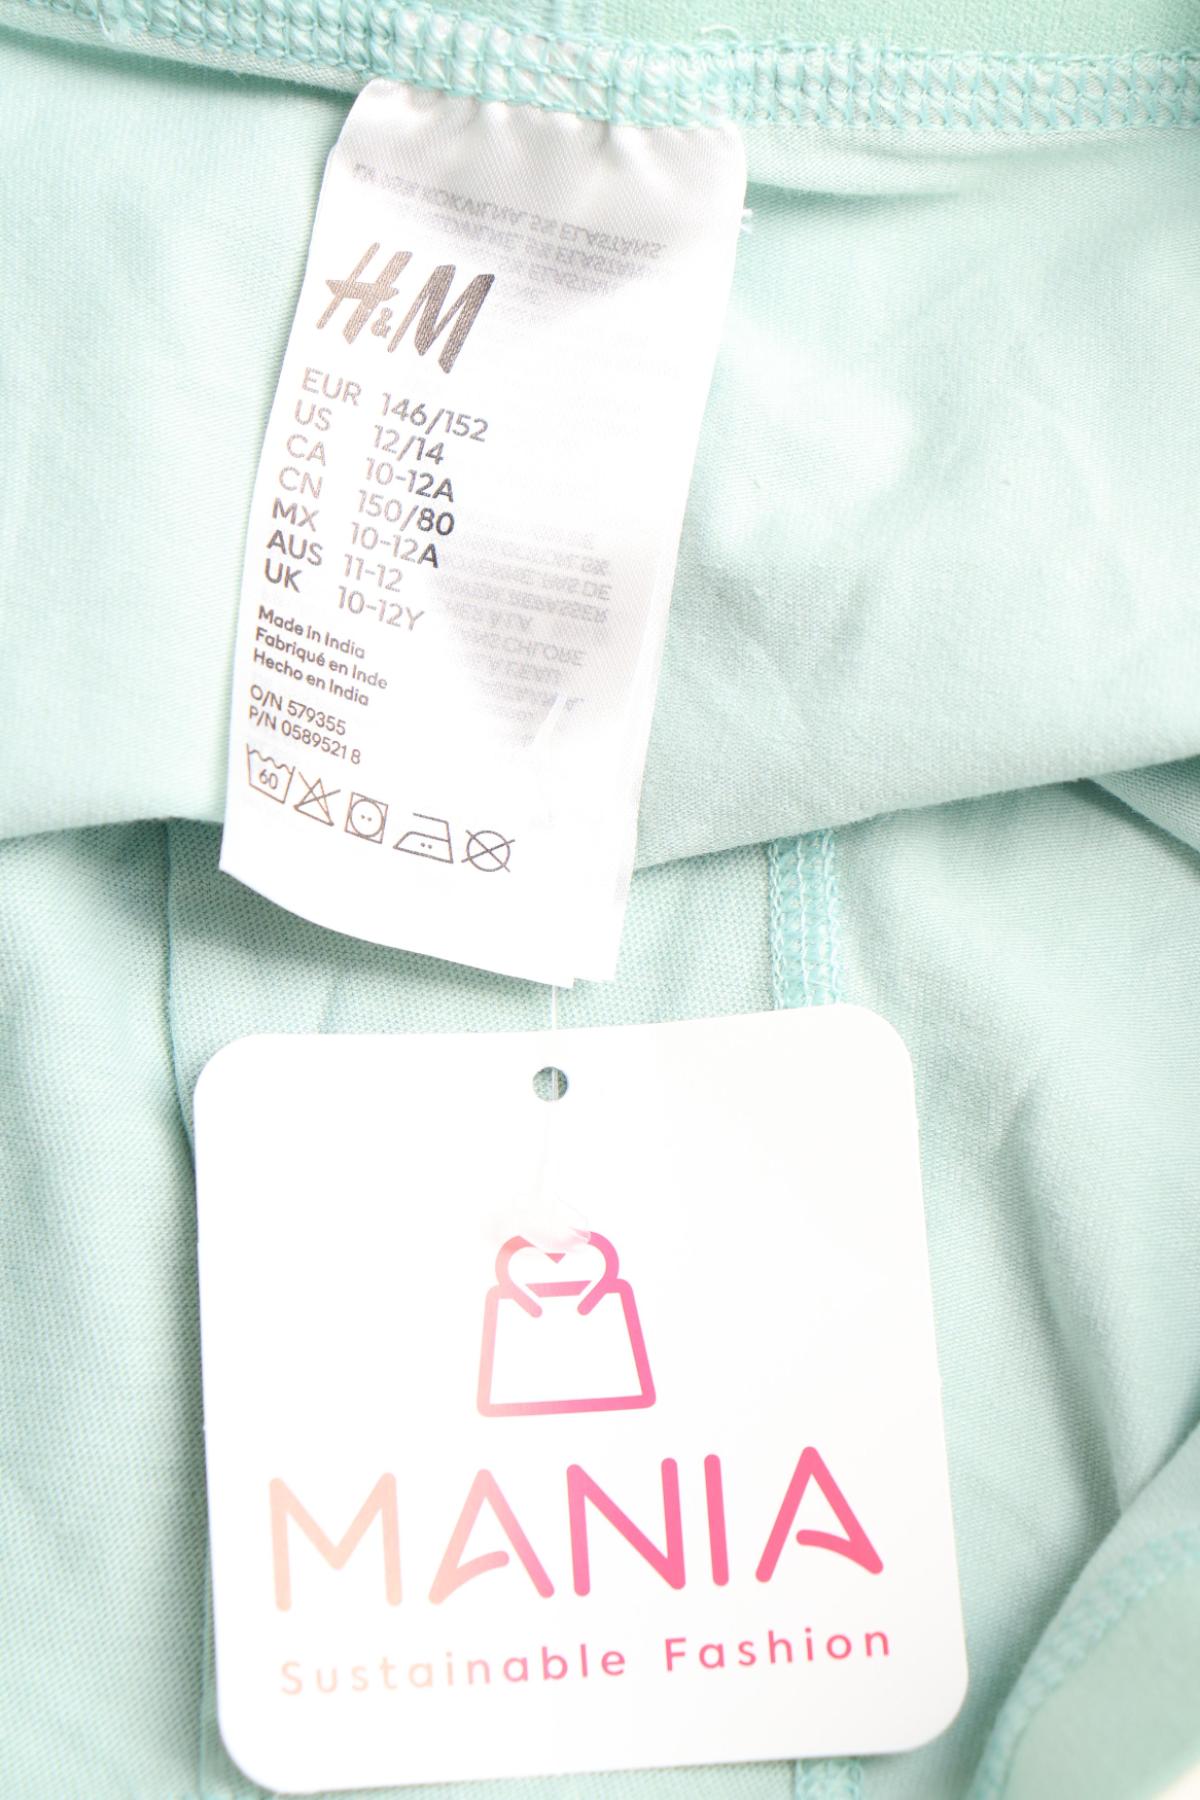 H&M
EUR 146/152
US 12/14
CA 10-12A
CN 150/80
MX 10-12A
AUS 11-12
UK 10-12Y
Made in India
Fabriqué en Inde
Hecho en India
O/N 579355
P/N 0589521 8
60
MANIA
Sustainable Fashion